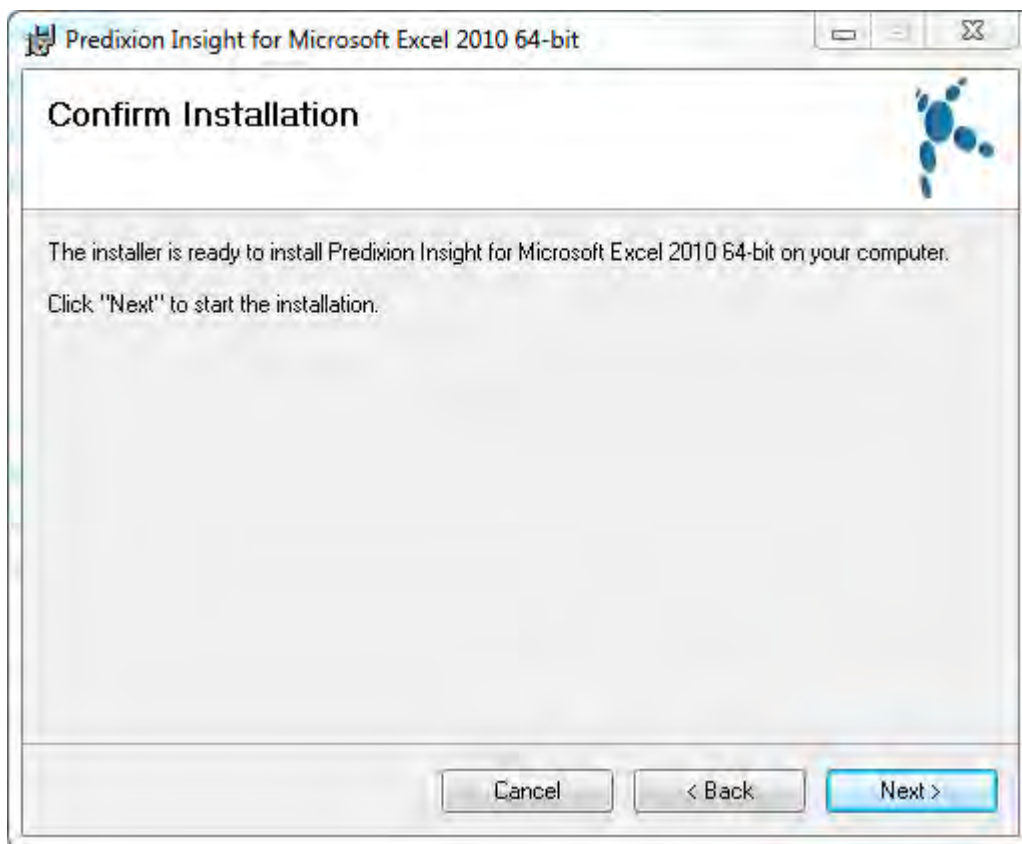 Predixion Insight for Microsoft Excel 2010 64-bit
Confirm Installation
The installer is ready to install Predixion Insight for Microsoft Excel 2010 64-bit on your computer.
Click "Next" to start the installation.
Cancel
< Back
Next >